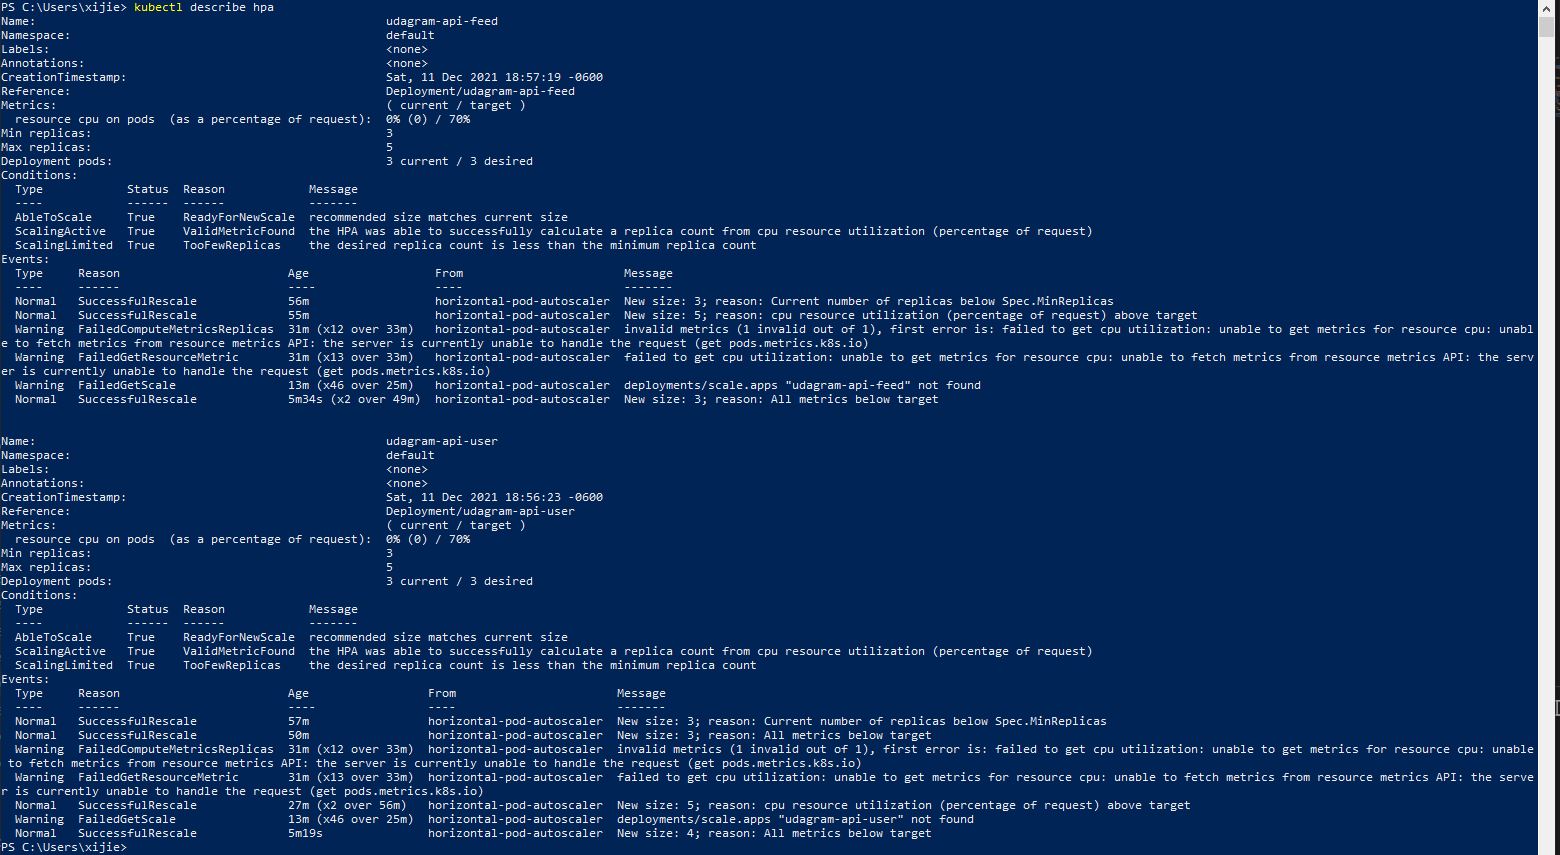 PS C:\Users\xijie> kubectl describe hpa
Name: udagram-api-feed
Namespace: default
Labels: <none>
Annotations: <none>
CreationTimestamp: Sat, 11 Dec 2021 18:57:19 -0600
Reference: Deployment/udagram-api-feed
Metrics: ( current / target )
resource cpu on pods (as a percentage of request): 0% (0) / 70%
Min replicas: 3
Max replicas: 5
Deployment pods: 3 current / 3 desired
Conditions:
Type Status Reason Message
---- ------ ------ -------
AbleToScale True ReadyForNewScale recommended size matches current size
ScalingActive True ValidMetricFound the HPA was able to successfully calculate a replica count from cpu resource utilization (percentage of request)
ScalingLimited True TooFewReplicas the desired replica count is less than the minimum replica count
Events:
Type Reason Age From Message
---- ------ ---- ---- -------
Normal SuccessfulRescale 56m horizontal-pod-autoscaler New size: 3; reason: Current number of replicas below Spec.MinReplicas
Normal SuccessfulRescale 55m horizontal-pod-autoscaler New size: 5; reason: cpu resource utilization (percentage of request) above target
Warning FailedComputeMetricsReplicas 31m (x12 over 33m) horizontal-pod-autoscaler invalid metrics (1 invalid out of 1), first error is: failed to get cpu utilization: unable to get metrics for resource cpu: unabl
e to fetch metrics from resource metrics API: the server is currently unable to handle the request (get pods.metrics.k8s.io)
Warning FailedGetResourceMetric 31m (x13 over 33m) horizontal-pod-autoscaler failed to get cpu utilization: unable to get metrics for resource cpu: unable to fetch metrics from resource metrics API: the serv
er is currently unable to handle the request (get pods.metrics.k8s.io)
Warning FailedGetScale 13m (x46 over 25m) horizontal-pod-autoscaler deployments/scale.apps "udagram-api-feed" not found
Normal SuccessfulRescale 5m34s (x2 over 49m) horizontal-pod-autoscaler New size: 3; reason: All metrics below target
Name: udagram-api-user
Namespace: default
Labels: <none>
Annotations: <none>
CreationTimestamp: Sat, 11 Dec 2021 18:56:23 -0600
Reference: Deployment/udagram-api-user
Metrics: ( current / target )
resource cpu on pods (as a percentage of request): 0% (0) / 70%
Min replicas: 3
Max replicas: 5
Deployment pods: 3 current / 3 desired
Conditions:
Type Status Reason Message
---- ------ ------ -------
AbleToScale True ReadyForNewScale recommended size matches current size
ScalingActive True ValidMetricFound the HPA was able to successfully calculate a replica count from cpu resource utilization (percentage of request)
ScalingLimited True TooFewReplicas the desired replica count is less than the minimum replica count
Events:
Type Reason Age From Message
---- ------ ---- ---- -------
Normal SuccessfulRescale 57m horizontal-pod-autoscaler New size: 3; reason: Current number of replicas below Spec.MinReplicas
Normal SuccessfulRescale 50m horizontal-pod-autoscaler New size: 3; reason: All metrics below target
Warning FailedComputeMetricsReplicas 31m (x12 over 33m) horizontal-pod-autoscaler invalid metrics (1 invalid out of 1), first error is: failed to get cpu utilization: unable to get metrics for resource cpu: unable
to fetch metrics from resource metrics API: the server is currently unable to handle the request (get pods.metrics.k8s.io)
Warning FailedGetResourceMetric 31m (x13 over 33m) horizontal-pod-autoscaler failed to get cpu utilization: unable to get metrics for resource cpu: unable to fetch metrics from resource metrics API: the serve
r is currently unable to handle the request (get pods.metrics.k8s.io)
Normal SuccessfulRescale 27m (x2 over 56m) horizontal-pod-autoscaler New size: 5; reason: cpu resource utilization (percentage of request) above target
Warning FailedGetScale 13m (x46 over 25m) horizontal-pod-autoscaler deployments/scale.apps "udagram-api-user" not found
Normal SuccessfulRescale 5m19s horizontal-pod-autoscaler New size: 4; reason: All metrics below target
PS C:\Users\xijie>